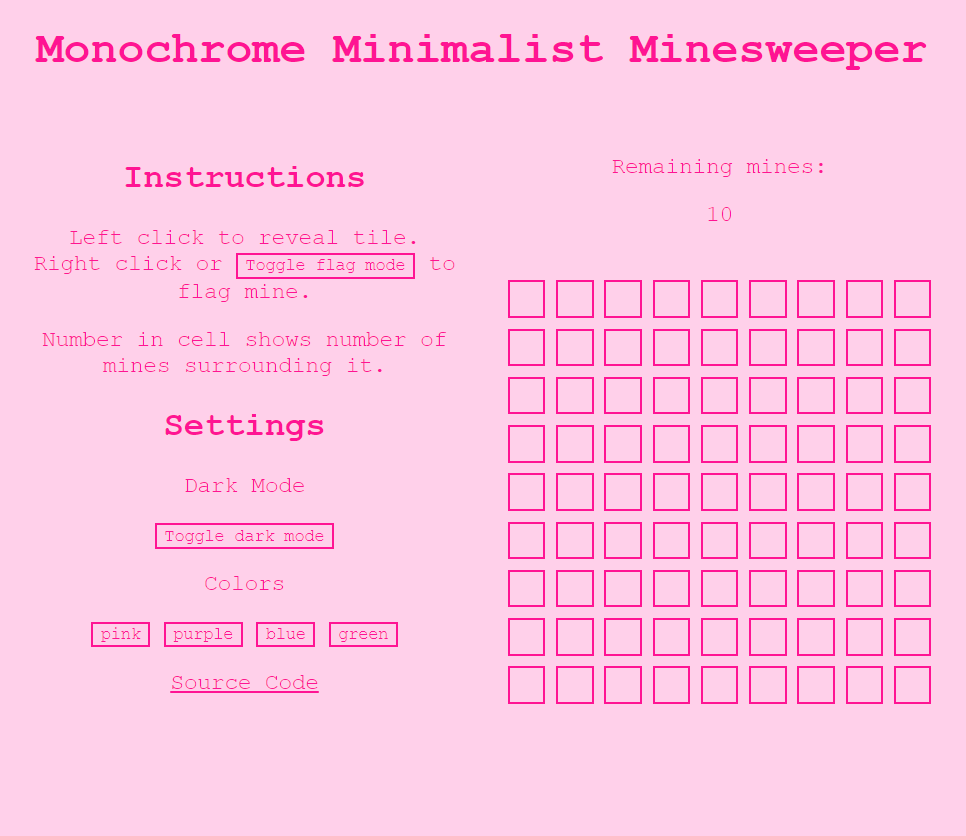 Monochrome Minimalist Minesweeper
Instructions
Left click to reveal tile.
Right click or Toggle flag mode to
flag mine.
Number in cell shows number of
mines surrounding it.
Settings
Dark Mode
Toggle dark mode
Colors
pink purple blue green
Source Code
Remaining mines:
10